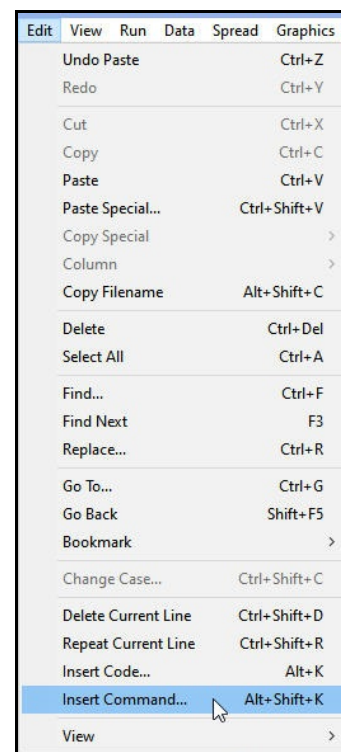 Edit View Run Data Spread Graphics
Undo Paste Ctrl+Z
Redo Ctrl+Y
Cut Ctrl+X
Copy Ctrl+C
Paste Ctrl+V
Paste Special... Ctrl+Shift+V
Copy Special >
Column >
Copy Filename Alt+Shift+C
Delete Ctrl+Del
Select All Ctrl+A
Find... Ctrl+F
Find Next F3
Replace... Ctrl+R
Go To... Ctrl+G
Go Back Shift+F5
Bookmark >
Change Case... Ctrl+Shift+C
Delete Current Line Ctrl+Shift+D
Repeat Current Line Ctrl+Shift+R
Insert Code... Alt+K
Insert Command... Alt+Shift+K
View >